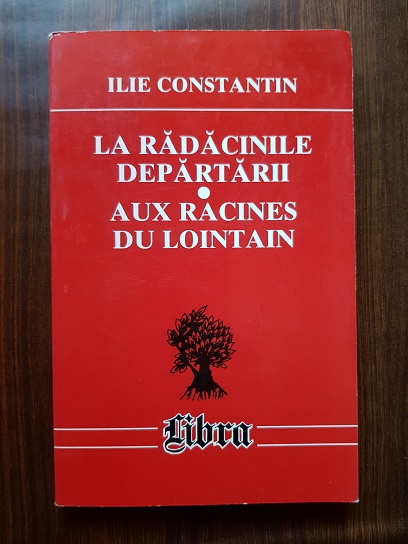 ILIE CONSTANTIN
LA RĂDĂCINILE
DEPĂRTĂRII
•
AUX RACINES
DU LOINTAIN
Libra